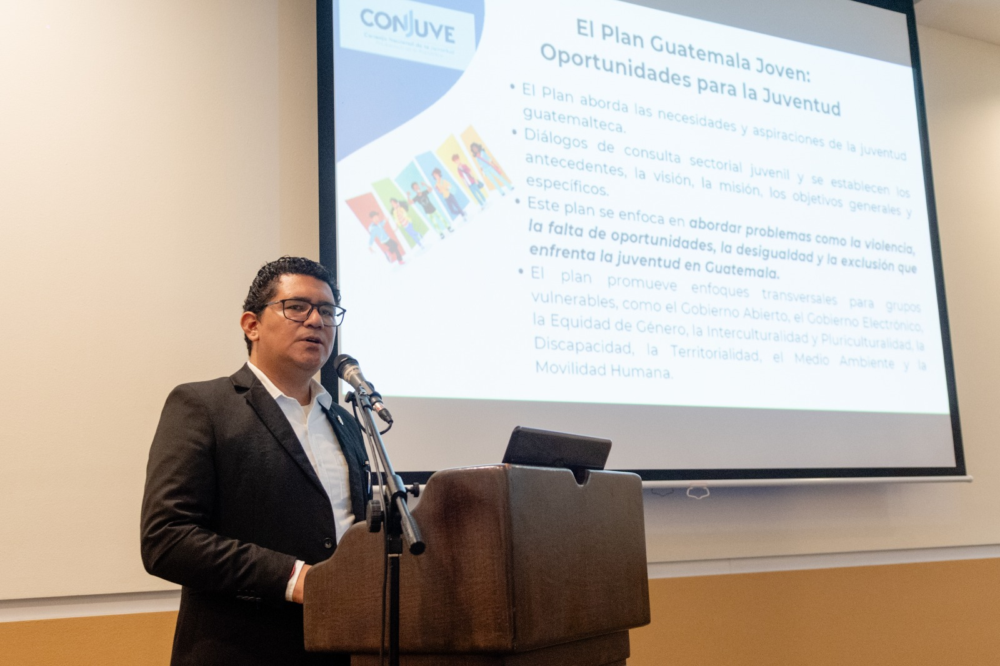 CONJUVE
El Plan Guatemala Joven:
Oportunidades para la Juventud
• El Plan aborda las necesidades y aspiraciones de la juventud
guatemalteca.
• Diálogos de consulta sectorial juvenil y se establecen los
antecedentes, la visión, la misión, los objetivos generales y
específicos.
• Este plan se enfoca en abordar problemas como la violencia,
la falta de oportunidades, la desigualdad y la exclusión que
enfrenta la juventud en Guatemala.
• El plan promueve enfoques transversales para grupos
vulnerables, como el Gobierno Abierto, el Gobierno Electrónico,
la Equidad de Género, la Interculturalidad y Pluriculturalidad, la
Discapacidad, la Territorialidad, el Medio Ambiente y la
Movilidad Humana.